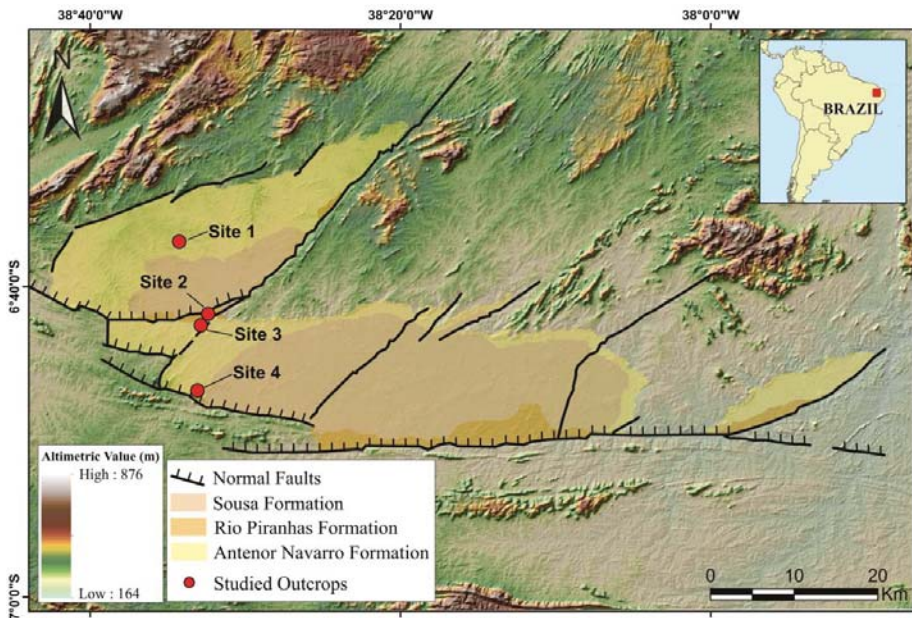 38°40'0"W 38°20'0"W 38°0'0"W
N
BRAZIL
Site 1
6°40'0"S
Site 2
Site 3
Site 4
Altimetric Value (m)
High : 876
Low : 164
Normal Faults
Sousa Formation
Rio Piranhas Formation
Antenor Navarro Formation
Studied Outcrops
0 10 20
Km
7°0'0"S